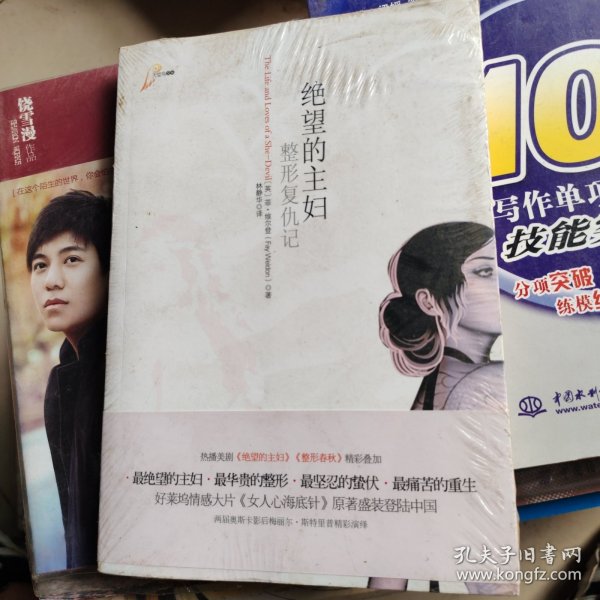 绝望的主妇
整形复仇记
The Life and Loves of a She-Devil
(英)菲·维尔登(Fay Weldon)著
林静华◎译
热播美剧《绝望的主妇》《整形春秋》精彩叠加
·最绝望的主妇·最华贵的整形·最坚忍的蛰伏·最痛苦的重生
好莱坞情感大片《女人心海底针》原著盛装登陆中国
两届奥斯卡影后梅丽尔·斯特里普精彩演绎
饶雪漫
作品
[在这个陌生的世界,你会怕
10
写作单项
技能
分项突破
练模
中国水利
www.wate
孔夫子旧书网
www.kongfz.com